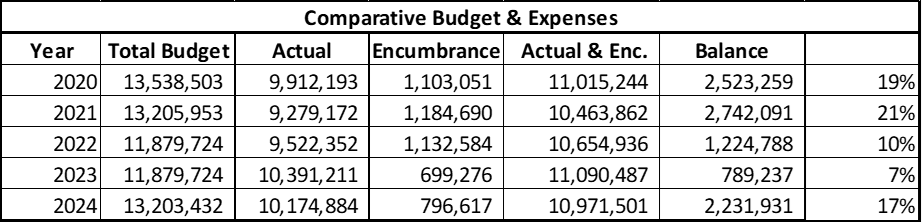 Comparative Budget & Expenses
Year Total Budget Actual Encumbrance Actual & Enc. Balance
2020 13,538,503 9,912,193 1,103,051 11,015,244 2,523,259 19%
2021 13,205,953 9,279,172 1,184,690 10,463,862 2,742,091 21%
2022 11,879,724 9,522,352 1,132,584 10,654,936 1,224,788 10%
2023 11,879,724 10,391,211 699,276 11,090,487 789,237 7%
2024 13,203,432 10,174,884 796,617 10,971,501 2,231,931 17%